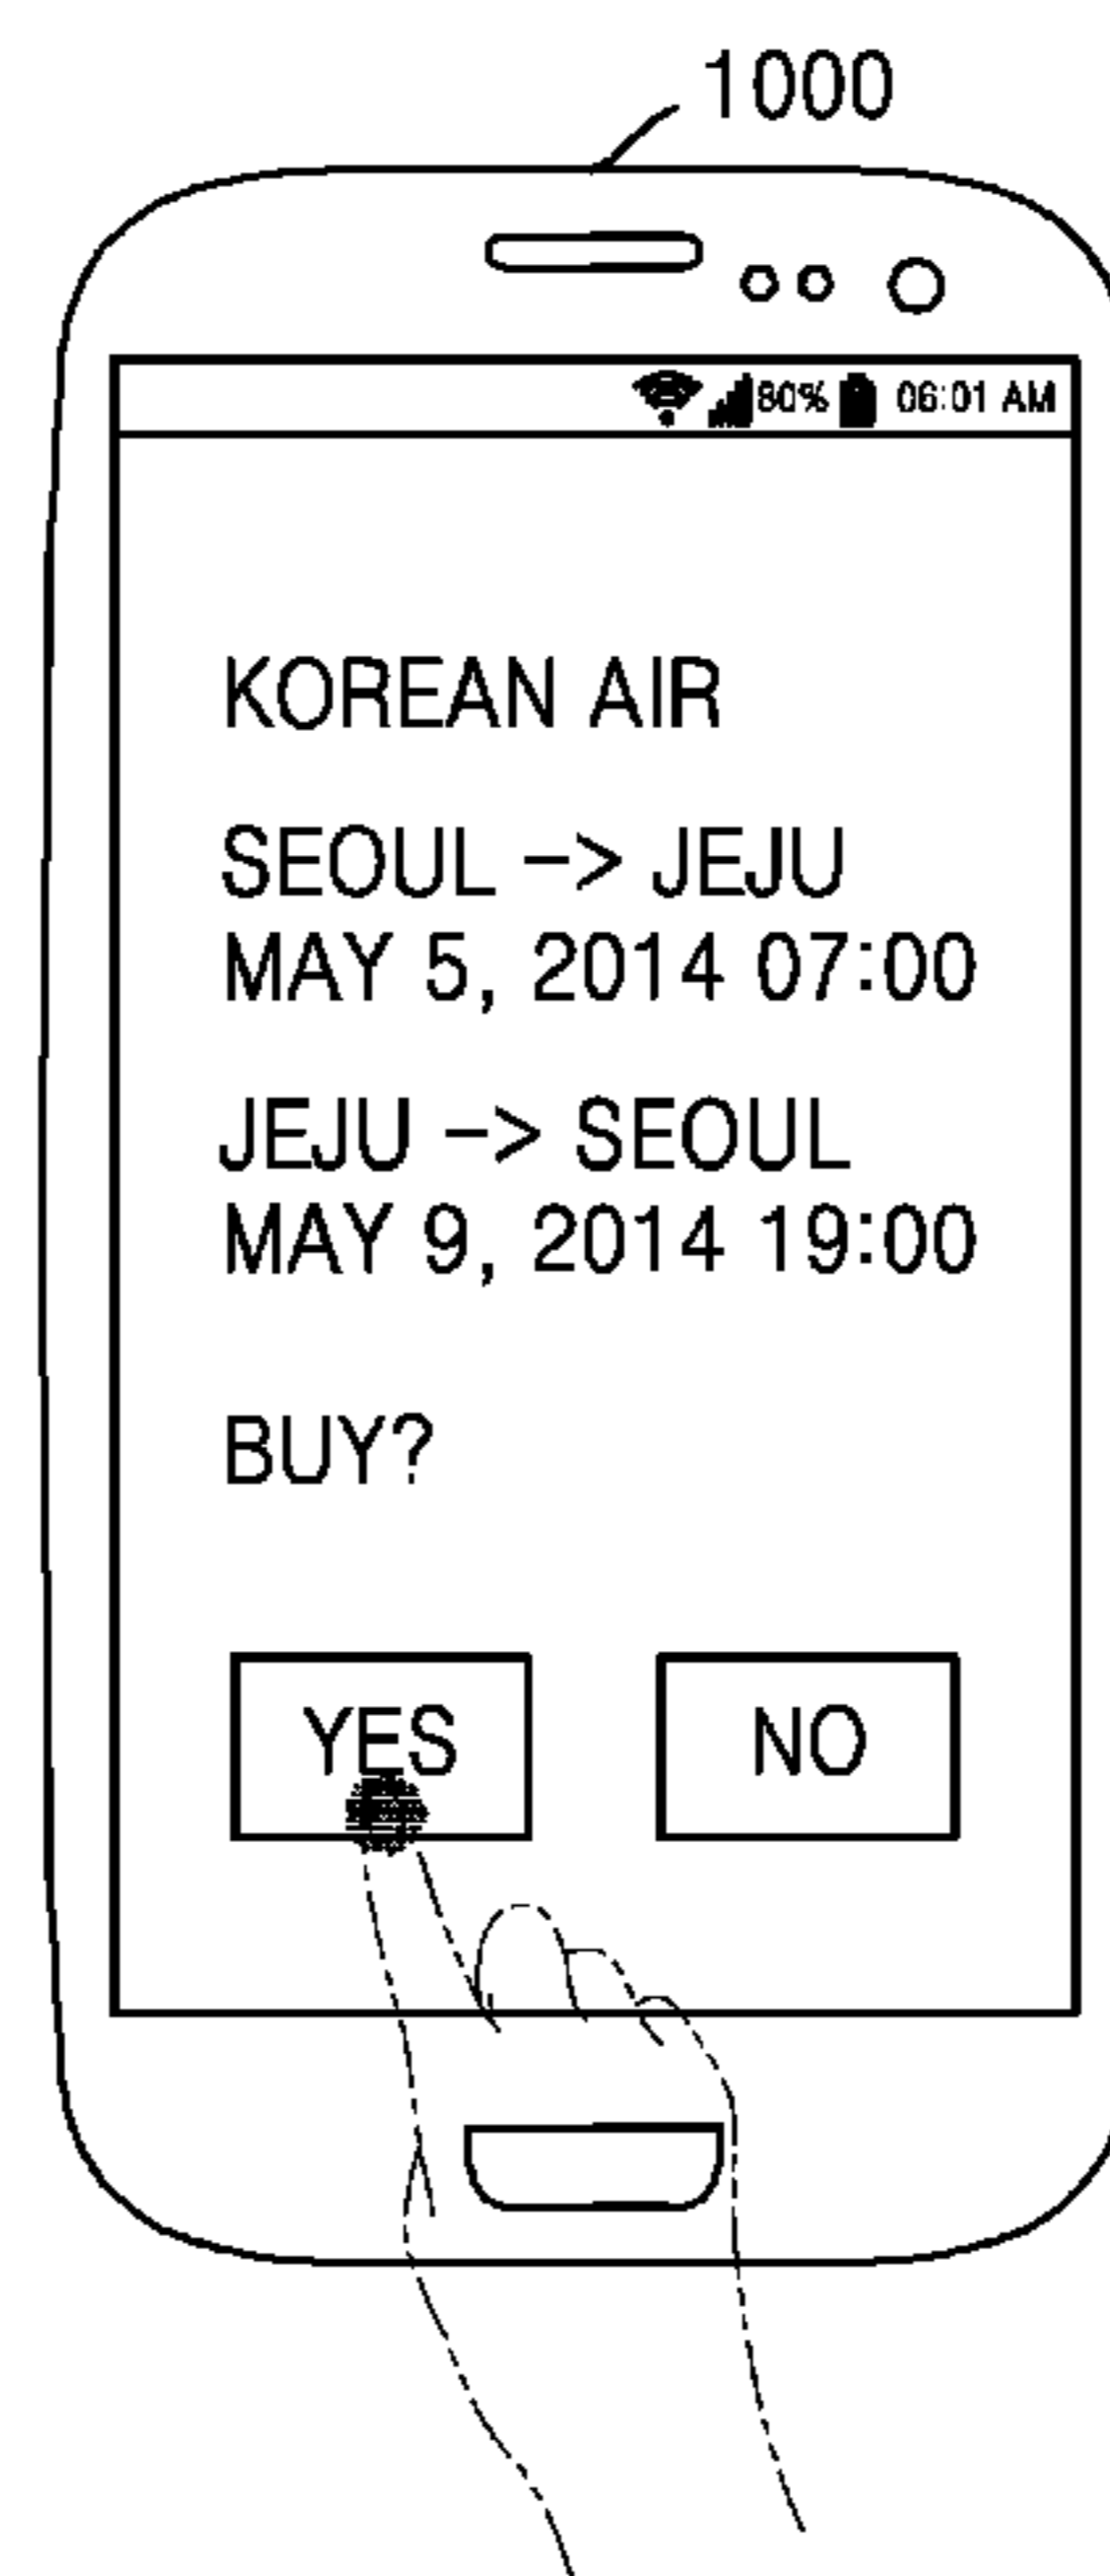 1000
80% 06:01 AM
KOREAN AIR
SEOUL -> JEJU
MAY 5, 2014 07:00
JEJU -> SEOUL
MAY 9, 2014 19:00
BUY?
YES NO